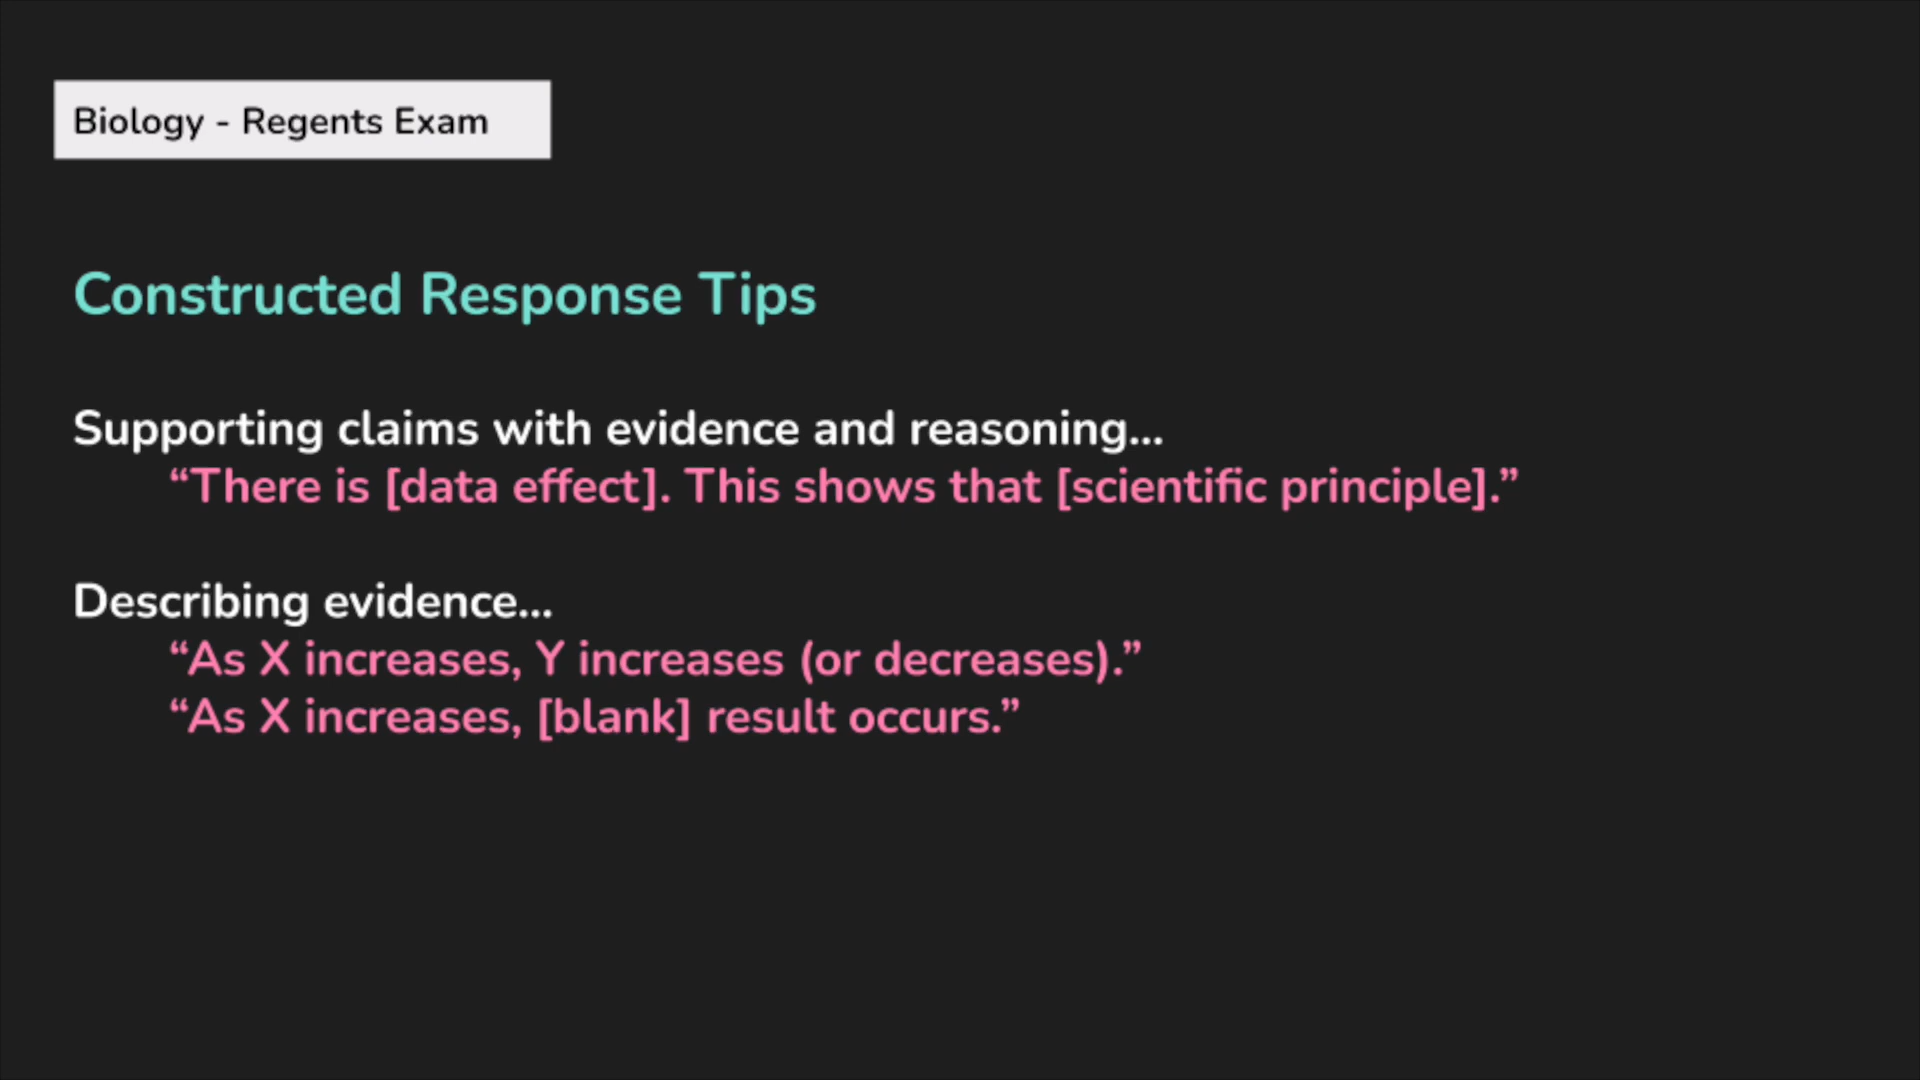 Biology - Regents Exam
Constructed Response Tips
Supporting claims with evidence and reasoning...
“There is [data effect]. This shows that [scientific principle].”
Describing evidence...
“As X increases, Y increases (or decreases).”
“As X increases, [blank] result occurs.”